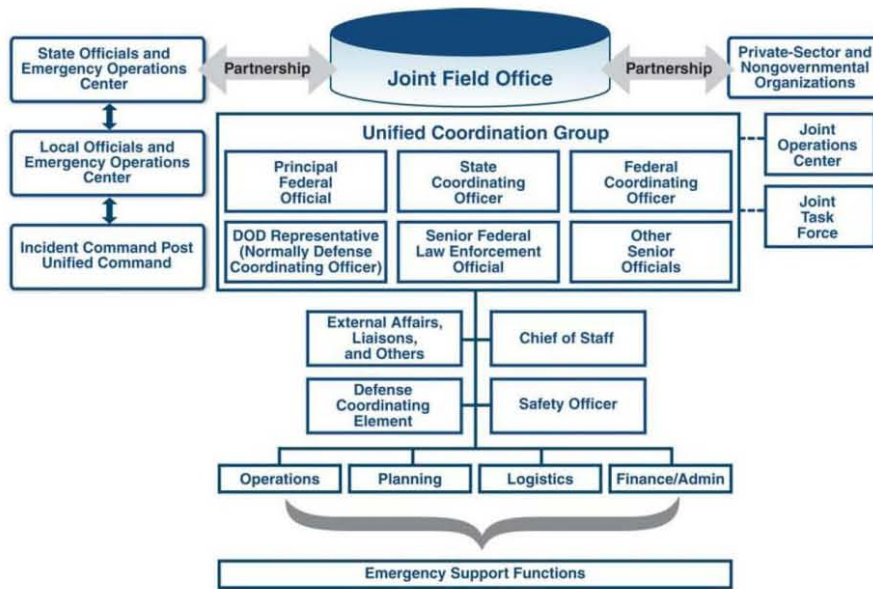 State Officials and
Emergency Operations
Center
Partnership
Joint Field Office
Partnership
Private-Sector and
Nongovernmental
Organizations
Local Officials and
Emergency Operations
Center
Incident Command Post
Unified Command
Unified Coordination Group
Principal
Federal
Official
State
Coordinating
Officer
Federal
Coordinating
Officer
DOD Representative
(Normally Defense
Coordinating Officer)
Senior Federal
Law Enforcement
Official
Other
Senior
Officials
Joint
Operations
Center
Joint
Task
Force
External Affairs,
Liaisons,
and Others
Chief of Staff
Defense
Coordinating
Element
Safety Officer
Operations
Planning
Logistics
Finance/Admin
Emergency Support Functions